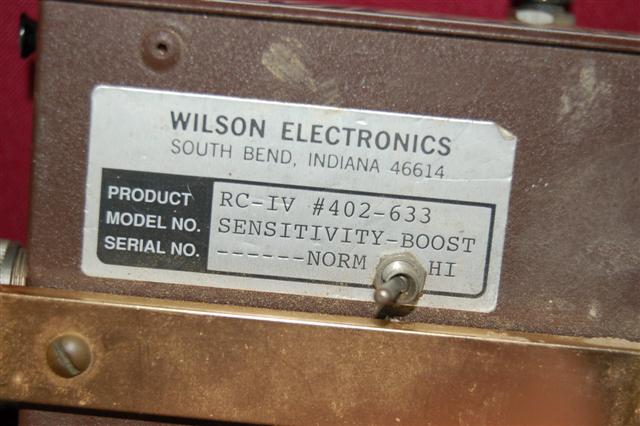 WILSON ELECTRONICS
SOUTH BEND, INDIANA 46614
PRODUCT RC-IV #402-633
MODEL NO. SENSITIVITY-BOOST
SERIAL NO. ------NORM HI